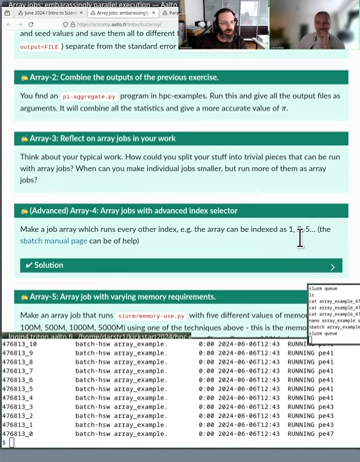 Array jobs: embarrassingly parallel execution — Aalto
June 2024 / Intro to Scien
Array jobs: embarrassingly
and seed values and save them all to different
output=FILE ) separate from the standard error
Array-2: Combine the outputs of the previous exercise.
You find an pi-aggregate.py program in hpc-examples. Run this and give all the output files as
arguments. It will combine all the statistics and give a more accurate value of π.
Array-3: Reflect on array jobs in your work
Think about your typical work. How could you split your stuff into trivial pieces that can be run
with array jobs? When can you make individual jobs smaller, but run more of them as array
jobs?
(Advanced) Array-4: Array jobs with advanced index selector
Make a job array which runs every other index, e.g. the array can be indexed as 1, 5... (the
sbatch manual page can be of help)
✔ Solution
Array-5: Array job with varying memory requirements.
Make an array job that runs slurm/memory-use.py with five different values of memor
100M, 500M, 1000M, 5000M) using one of the techniques above - this is the memo
slurm queue
ls
cat array_example_47
cat array_example_47
cat array_example_47
nano array_example.s
sbatch array_example
slurm queue
476813_10 batch-hsw array_example. 0:00 2024-06-06T12:43 RUNNING pe41
476813_9 batch-hsw array_example. 0:00 2024-06-06T12:43 RUNNING pe41
476813_8 batch-hsw array_example. 0:00 2024-06-06T12:43 RUNNING pe41
476813_7 batch-hsw array_example. 0:00 2024-06-06T12:43 RUNNING pe41
476813_6 batch-hsw array_example. 0:00 2024-06-06T12:43 RUNNING pe41
476813_5 batch-hsw array_example. 0:00 2024-06-06T12:43 RUNNING pe41
476813_4 batch-hsw array_example. 0:00 2024-06-06T12:43 RUNNING pe41
476813_3 batch-hsw array_example. 0:00 2024-06-06T12:43 RUNNING pe41
476813_2 batch-hsw array_example. 0:00 2024-06-06T12:43 RUNNING pe43
476813_1 batch-hsw array_example. 0:00 2024-06-06T12:43 RUNNING pe43
476813_0 batch-hsw array_example. 0:00 2024-06-06T12:43 RUNNING pe47
$